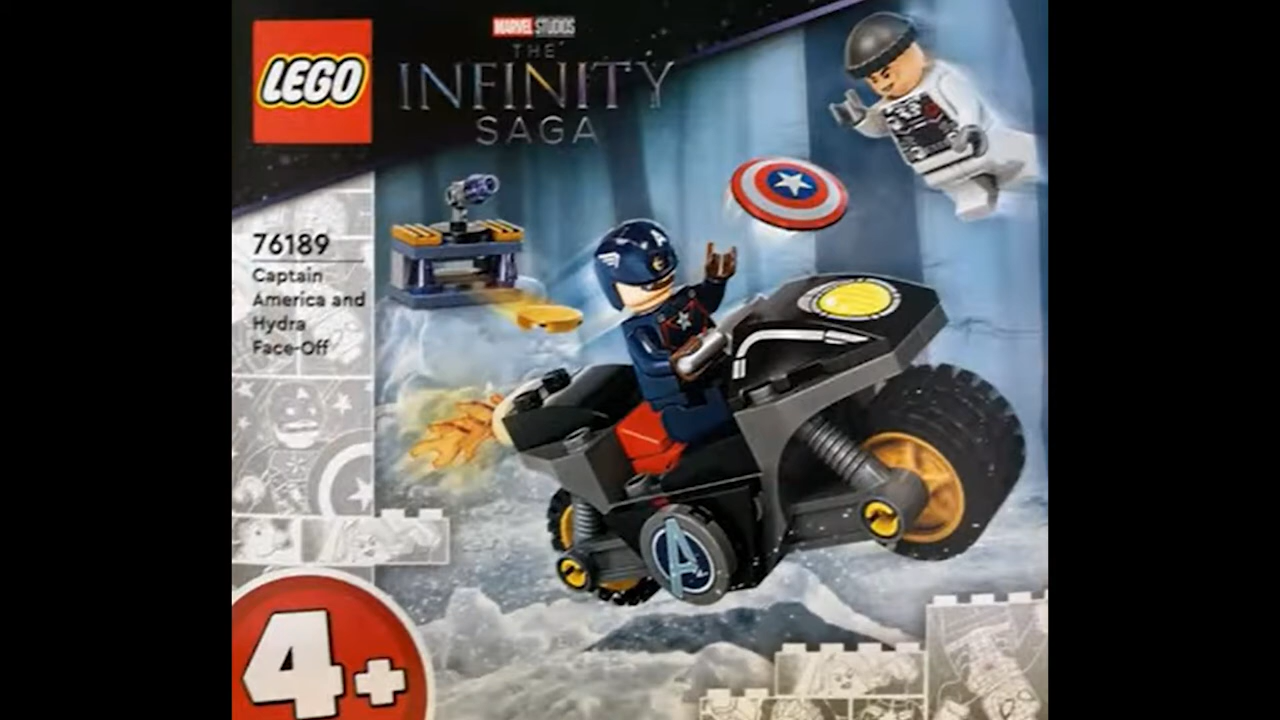 LEGO
MARVEL STUDIOS
THE
INFINITY
SAGA
76189
Captain
America and
Hydra
Face-Off
4+